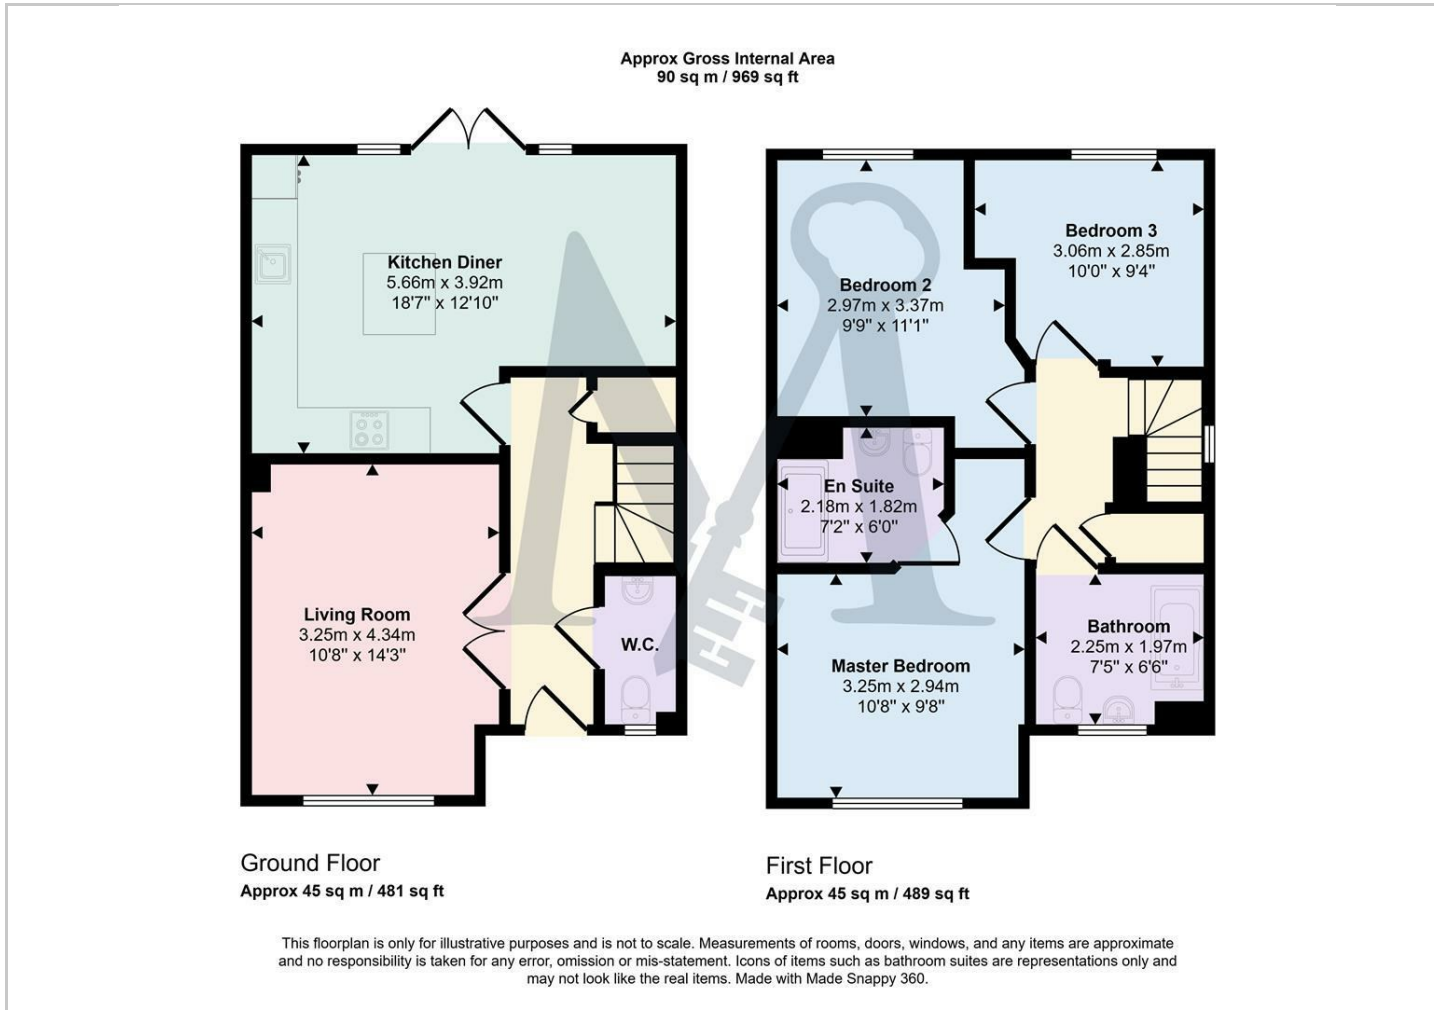 Approx Gross Internal Area
90 sq m / 969 sq ft
Kitchen Diner
5.66m x 3.92m
18'7" x 12'10"
Living Room
3.25m x 4.34m
10'8" x 14'3"
W.C.
Ground Floor
Approx 45 sq m / 481 sq ft
Bedroom 2
2.97m x 3.37m
9'9" x 11'1"
Bedroom 3
3.06m x 2.85m
10'0" x 9'4"
En Suite
2.18m x 1.82m
7'2" x 6'0"
Master Bedroom
3.25m x 2.94m
10'8" x 9'8"
Bathroom
2.25m x 1.97m
7'5" x 6'6"
First Floor
Approx 45 sq m / 489 sq ft
This floorplan is only for illustrative purposes and is not to scale. Measurements of rooms, doors, windows, and any items are approximate
and no responsibility is taken for any error, omission or mis-statement. Icons of items such as bathroom suites are representations only and
may not look like the real items. Made with Made Snappy 360.